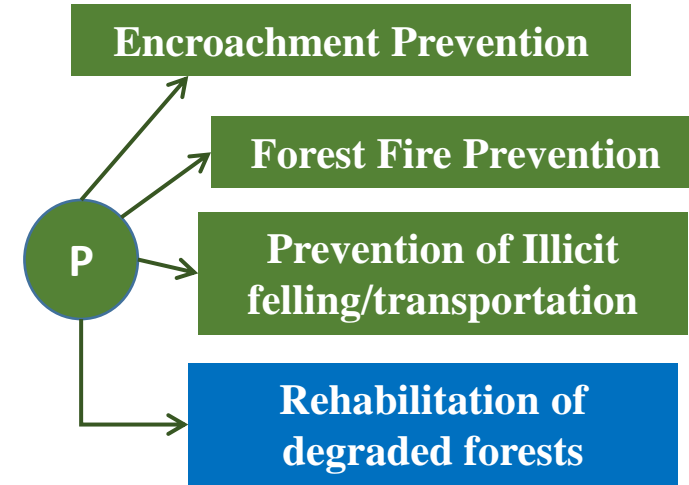 Encroachment Prevention
Forest Fire Prevention
P
Prevention of Illicit
felling/transportation
Rehabilitation of
degraded forests